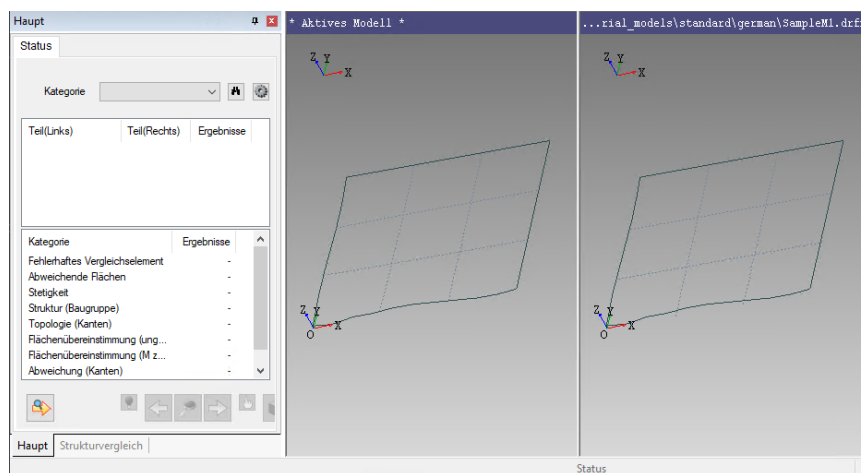 Haupt
Status
Kategorie
Teil(Links) Teil(Rechts) Ergebnisse
Kategorie Ergebnisse
Fehlerhaftes Vergleichselement -
Abweichende Flächen -
Stetigkeit -
Struktur (Baugruppe) -
Topologie (Kanten) -
Flächenübereinstimmung (ung... -
Flächenübereinstimmung (M z... -
Abweichung (Kanten) -
Haupt Strukturvergleich
* Aktives Modell *
Z Y
X
Z Y
X
O
...rial_models\standard\german\SampleM1.drf
Z Y
X
Z Y
X
O
Status